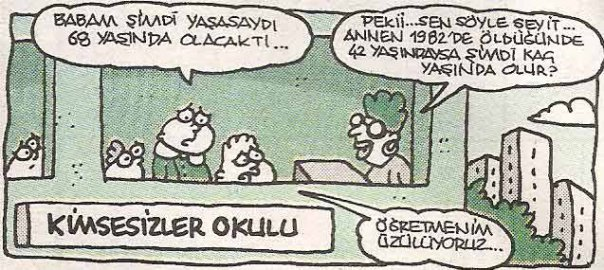 BABAM ŞİMDİ YAŞASAYDI
68 YAŞINDA OLACAKTI...
PEKİİ...SEN SÖYLE SEYİT...
ANNEN 1982'DE ÖLDÜĞÜNDE
42 YAŞINDAYSA ŞİMDİ KAÇ
YAŞINDA OLUR?
KİMSESİZLER OKULU
ÖĞRETMENİM
ÜZÜLÜYORUZ...